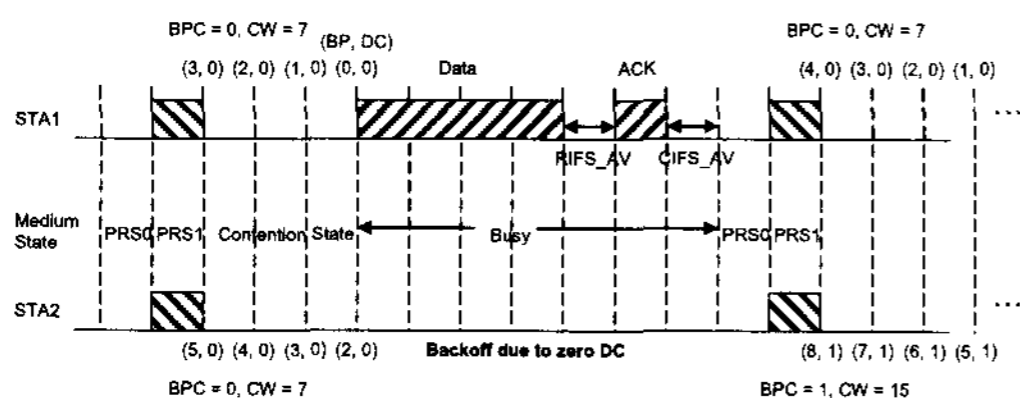 BPC = 0, CW = 7
BPC = 0, CW = 7
(BP, DC)
(3, 0) (2, 0) (1, 0) (0, 0)
Data
ACK
(4, 0) (3, 0) (2, 0) (1, 0)
STA1
...
RIFS_AV
CIFS_AV
Medium State
PRS0
PRS1
Contention State
Busy
PRS0
PRS1
STA2
...
(5, 0) (4, 0) (3, 0) (2, 0)
Backoff due to zero DC
(8, 1) (7, 1) (6, 1) (5, 1)
BPC = 0, CW = 7
BPC = 1, CW = 15